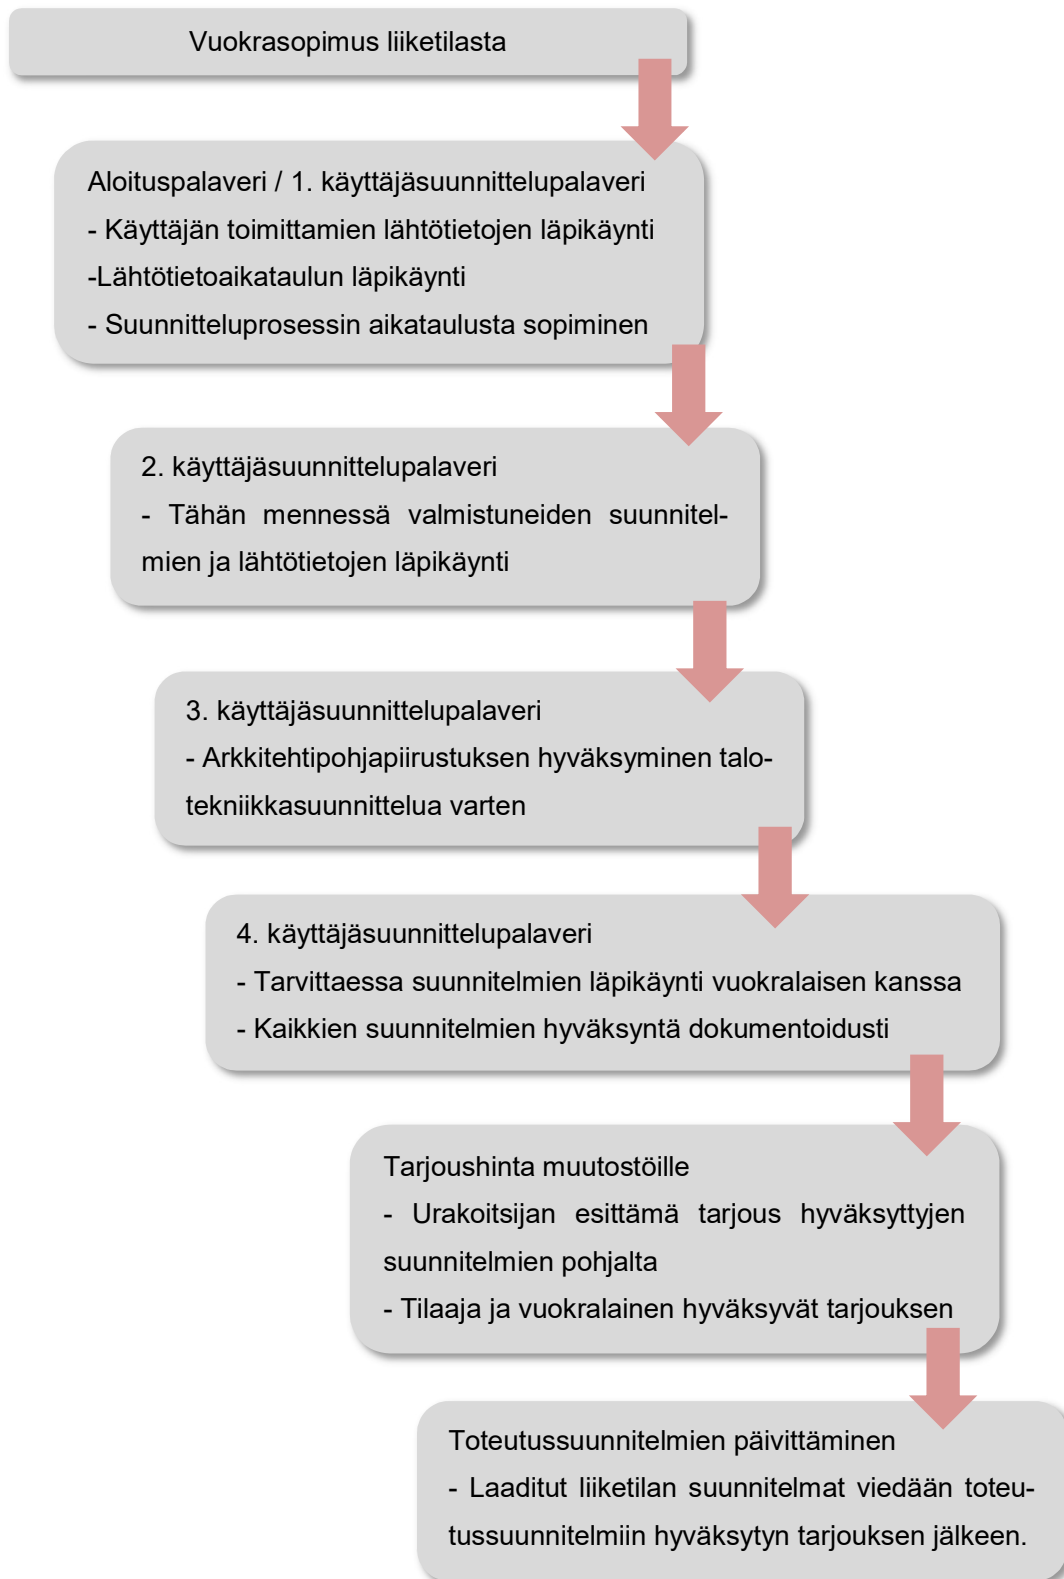 Vuokrasopimus liiketilasta
Aloituspalaveri / 1. käyttäjäsuunnittelupalaveri
- Käyttäjän toimittamien lähtötietojen läpikäynti
-Lähtötietoaikataulun läpikäynti
- Suunnitteluprosessin aikataulusta sopiminen
2. käyttäjäsuunnittelupalaveri
- Tähän mennessä valmistuneiden suunnitel-
mien ja lähtötietojen läpikäynti
3. käyttäjäsuunnittelupalaveri
- Arkkitehtipohjapiirustuksen hyväksyminen talo-
tekniikkasuunnittelua varten
4. käyttäjäsuunnittelupalaveri
- Tarvittaessa suunnitelmien läpikäynti vuokralaisen kanssa
- Kaikkien suunnitelmien hyväksyntä dokumentoidusti
Tarjoushinta muutostöille
- Urakoitsijan esittämä tarjous hyväksyttyjen
suunnitelmien pohjalta
- Tilaaja ja vuokralainen hyväksyvät tarjouksen
Toteutussuunnitelmien päivittäminen
- Laaditut liiketilan suunnitelmat viedään toteu-
tussuunnitelmiin hyväksytyn tarjouksen jälkeen.